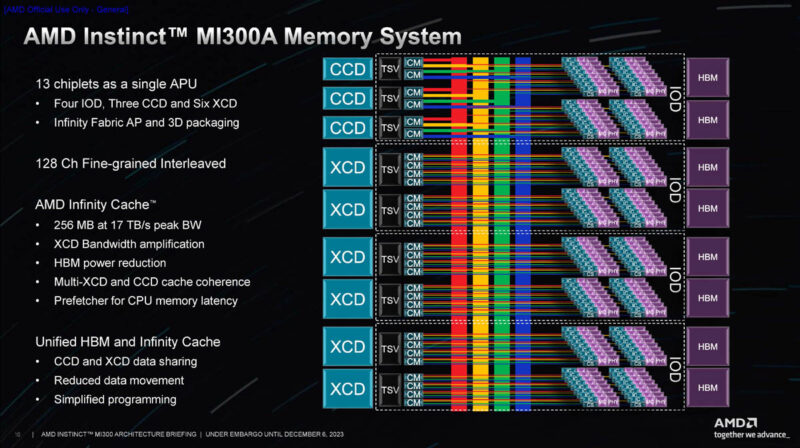 [AMD Official Use Only - General]
AMD Instinct™ MI300A Memory System
13 chiplets as a single APU
• Four IOD, Three CCD and Six XCD
• Infinity Fabric AP and 3D packaging
128 Ch Fine-grained Interleaved
AMD Infinity Cache™
• 256 MB at 17 TB/s peak BW
• XCD Bandwidth amplification
• HBM power reduction
• Multi-XCD and CCD cache coherence
• Prefetcher for CPU memory latency
Unified HBM and Infinity Cache
• CCD and XCD data sharing
• Reduced data movement
• Simplified programming
CCD TSV CM CM HBM
CCD TSV CM CM
CCD TSV CM CM HBM
IOD
XCD TSV CM CM CM CM HBM
XCD TSV CM CM CM CM HBM
IOD
XCD TSV CM CM CM CM HBM
XCD TSV CM CM CM CM HBM
IOD
XCD TSV CM CM CM CM HBM
XCD TSV CM CM CM CM HBM
IOD
10 | AMD INSTINCT™ MI300 ARCHITECTURE BRIEFING | UNDER EMBARGO UNTIL DECEMBER 6, 2023
AMD
together we advance_